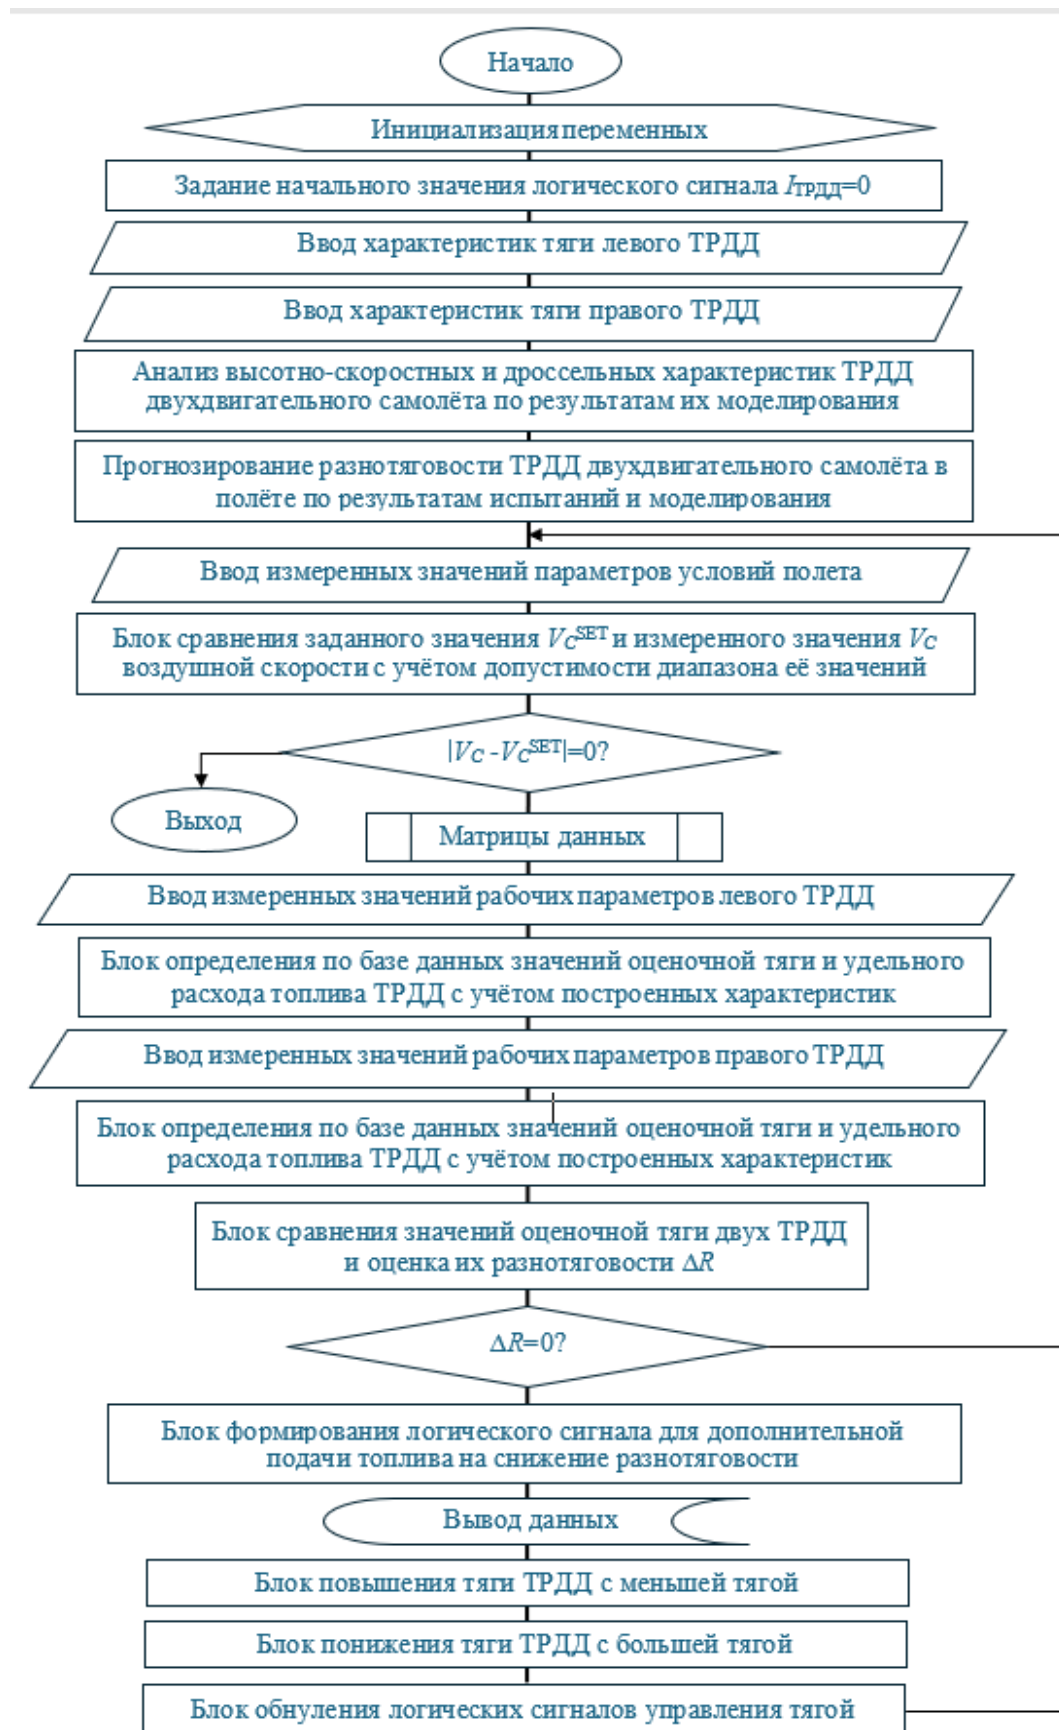 Начало
Инициализация переменных
Задание начального значения логического сигнала IТРДД=0
Ввод характеристик тяги левого ТРДД
Ввод характеристик тяги правого ТРДД
Анализ высотно-скоростных и дроссельных характеристик ТРДД
двухдвигательного самолёта по результатам их моделирования
Прогнозирование разнотяговости ТРДД двухдвигательного самолёта в
полёте по результатам испытаний и моделирования
Ввод измеренных значений параметров условий полета
Блок сравнения заданного значения VC^SET и измеренного значения VC
воздушной скорости с учётом допустимости диапазона её значений
|VC -VC^SET|=0?
Выход
Матрицы данных
Ввод измеренных значений рабочих параметров левого ТРДД
Блок определения по базе данных значений оценочной тяги и удельного
расхода топлива ТРДД с учётом построенных характеристик
Ввод измеренных значений рабочих параметров правого ТРДД
Блок определения по базе данных значений оценочной тяги и удельного
расхода топлива ТРДД с учётом построенных характеристик
Блок сравнения значений оценочной тяги двух ТРДД
и оценка их разнотяговости ΔR
ΔR=0?
Блок формирования логического сигнала для дополнительной
подачи топлива на снижение разнотяговости
Вывод данных
Блок повышения тяги ТРДД с меньшей тягой
Блок понижения тяги ТРДД с большей тягой
Блок обнуления логических сигналов управления тягой